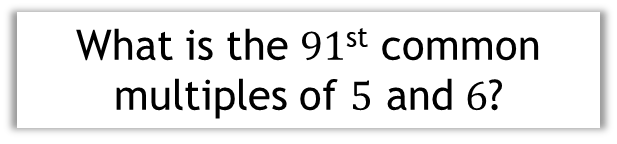 What is the 91st common
multiples of 5 and 6?